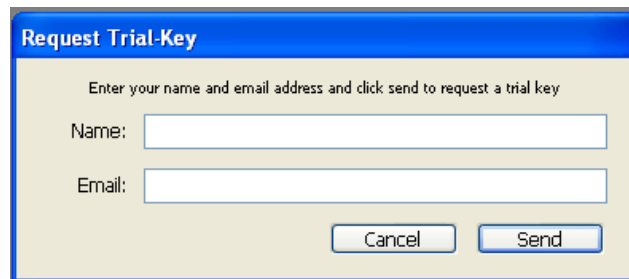 Request Trial-Key
Enter your name and email address and click send to request a trial key
Name:
Email:
Cancel Send